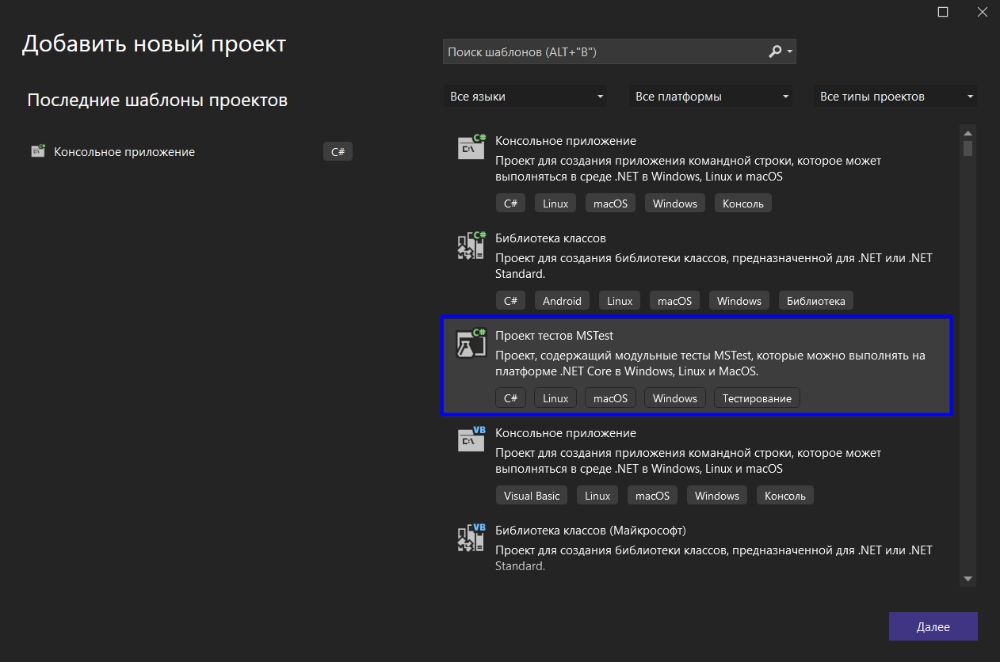 Добавить новый проект
Последние шаблоны проектов
C:\ C# Консольное приложение C#
Поиск шаблонов (ALT+"B")
Все языки Все платформы Все типы проектов
C# Консольное приложение
C:\ Проект для создания приложения командной строки, которое может
выполняться в среде .NET в Windows, Linux и macOS
C# Linux macOS Windows Консоль
C# Библиотека классов
Проект для создания библиотеки классов, предназначенной для .NET или .NET
Standard.
C# Android Linux macOS Windows Библиотека
C# Проект тестов MSTest
Проект, содержащий модульные тесты MSTest, которые можно выполнять на
платформе .NET Core в Windows, Linux и MacOS.
C# Linux macOS Windows Тестирование
VB Консольное приложение
C:\ Проект для создания приложения командной строки, которое может
выполняться в среде .NET в Windows, Linux и macOS
Visual Basic Linux macOS Windows Консоль
VB Библиотека классов (Майкрософт)
Проект для создания библиотеки классов, предназначенной для .NET или .NET
Standard.
Далее